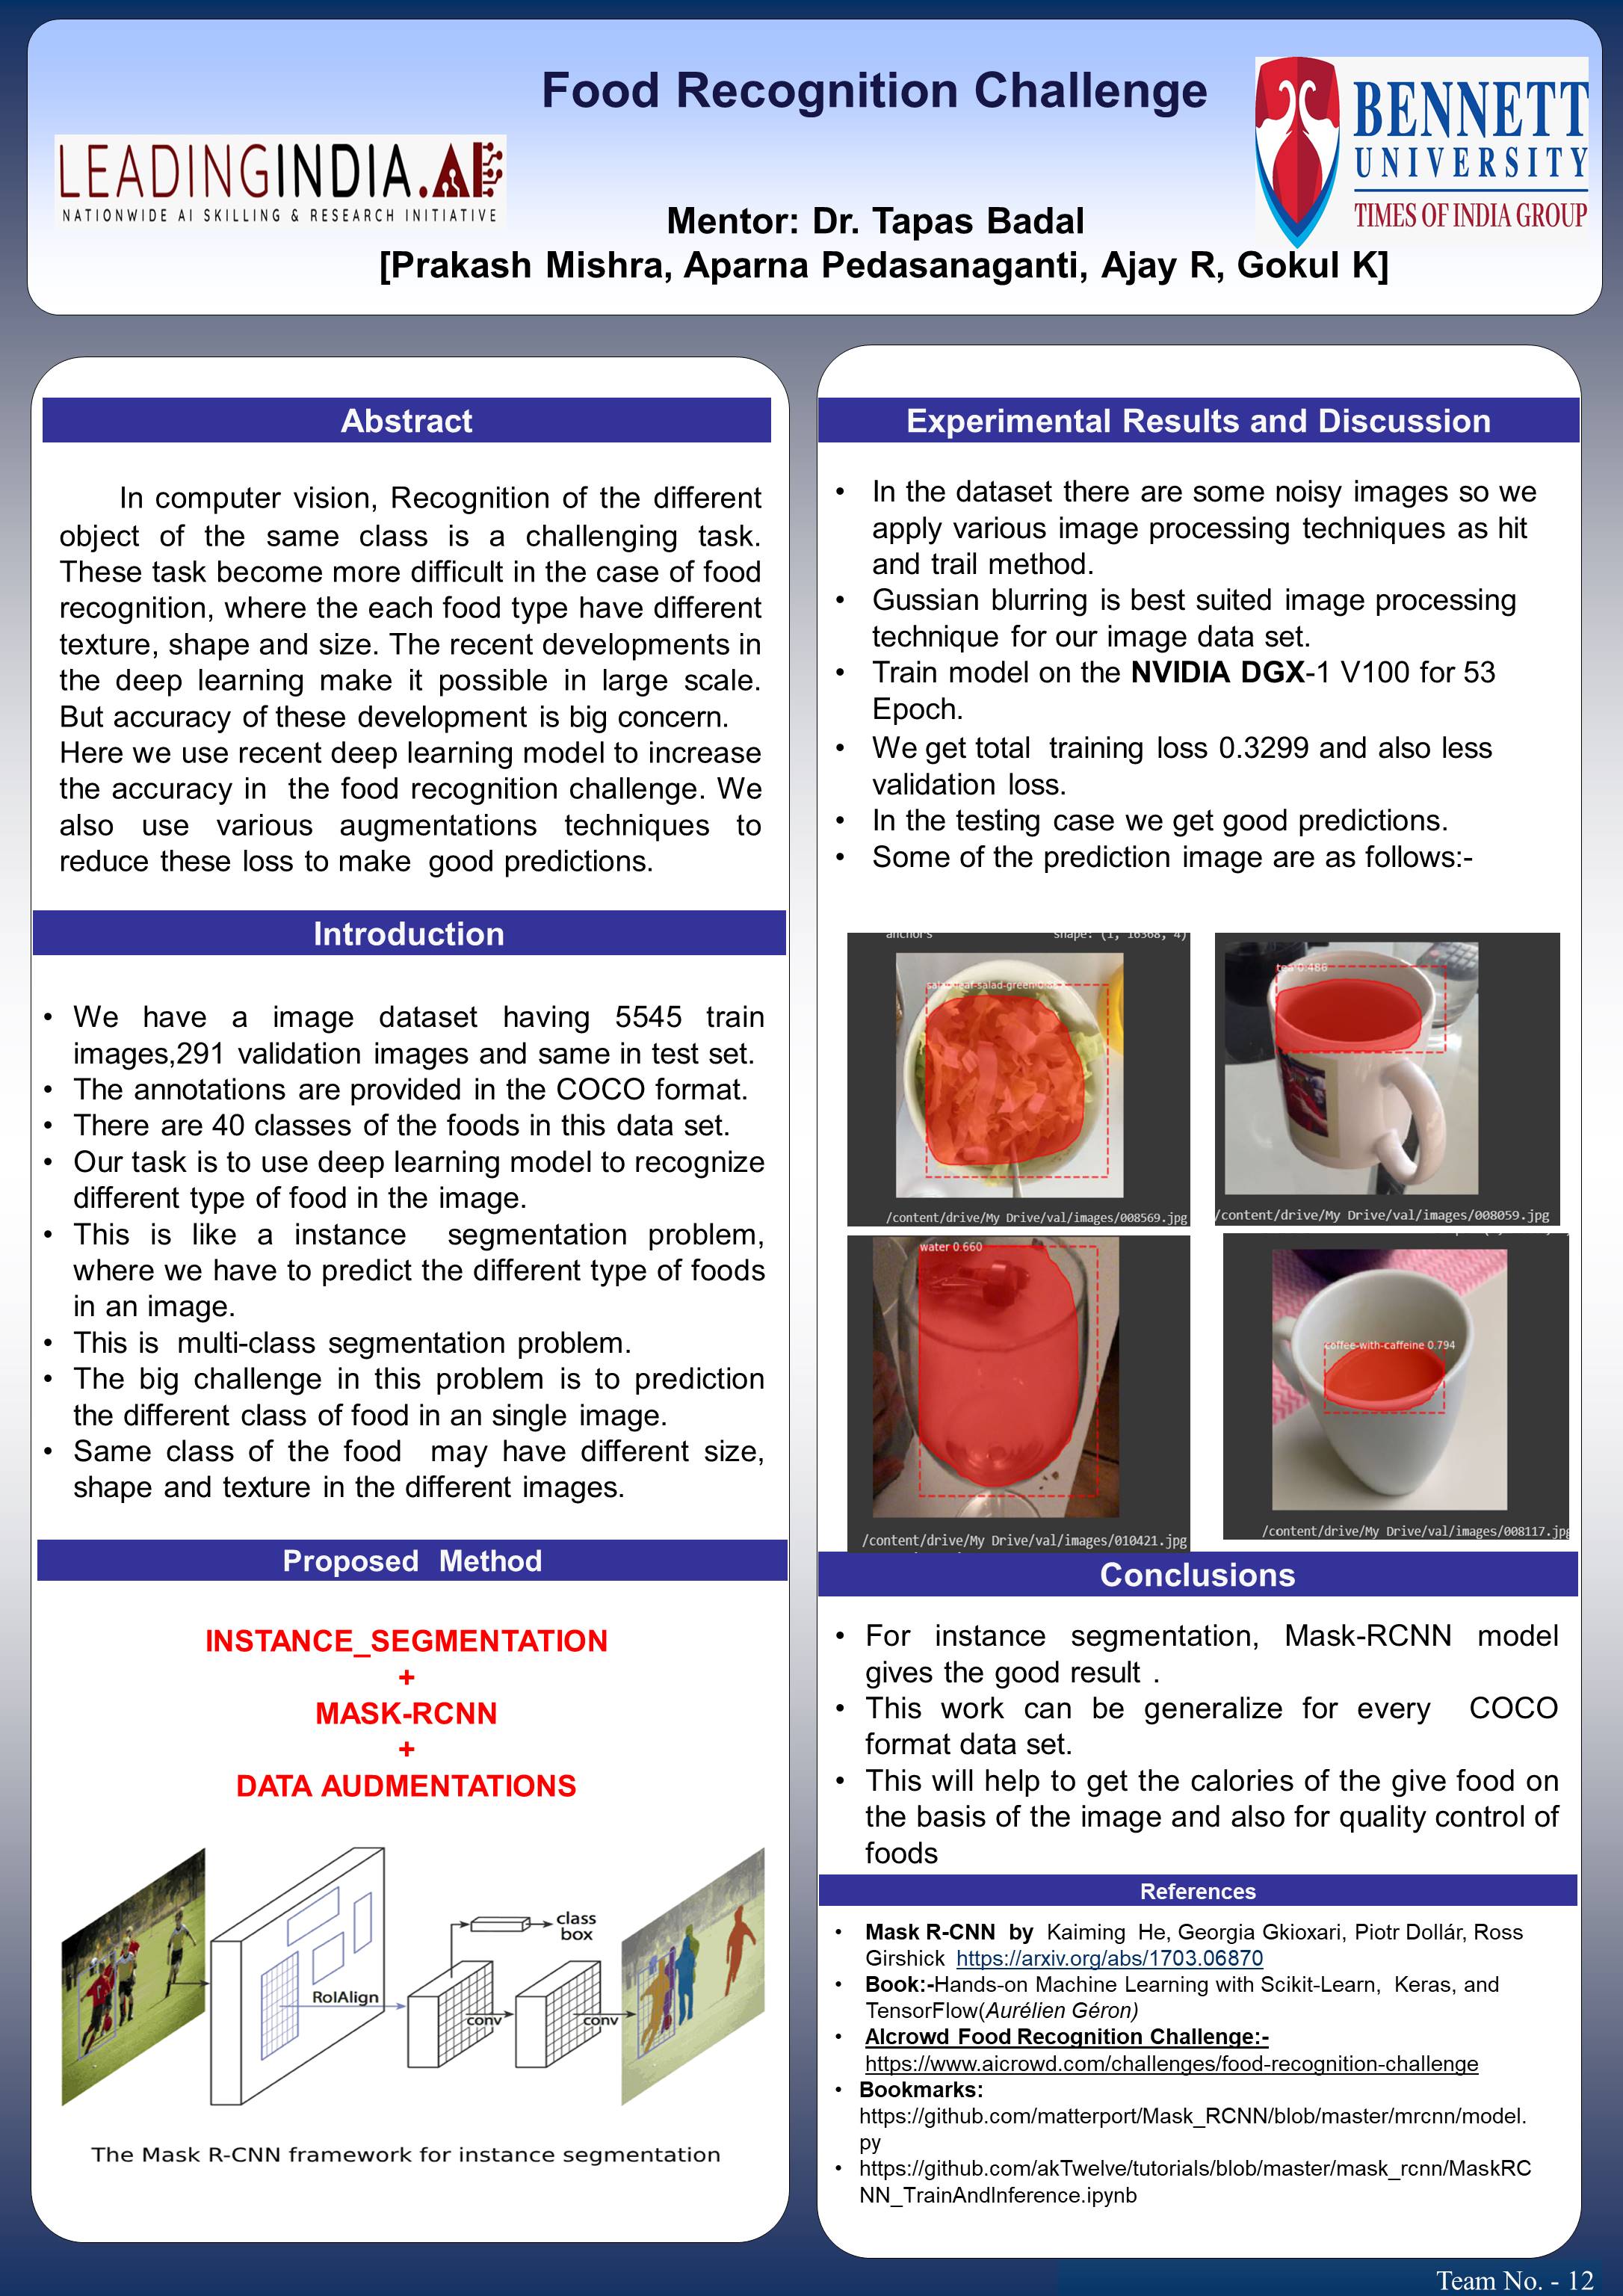 Food Recognition Challenge
LEADINGINDIA.AI
NATIONWIDE AI SKILLING & RESEARCH INITIATIVE
BENNETT
UNIVERSITY
TIMES OF INDIA GROUP
Mentor: Dr. Tapas Badal
[Prakash Mishra, Aparna Pedasanaganti, Ajay R, Gokul K]
Abstract
In computer vision, Recognition of the different
object of the same class is a challenging task.
These task become more difficult in the case of food
recognition, where the each food type have different
texture, shape and size. The recent developments in
the deep learning make it possible in large scale.
But accuracy of these development is big concern.
Here we use recent deep learning model to increase
the accuracy in the food recognition challenge. We
also use various augmentations techniques to
reduce these loss to make good predictions.
Introduction
• We have a image dataset having 5545 train
images,291 validation images and same in test set.
• The annotations are provided in the COCO format.
• There are 40 classes of the foods in this data set.
• Our task is to use deep learning model to recognize
different type of food in the image.
• This is like a instance segmentation problem,
where we have to predict the different type of foods
in an image.
• This is multi-class segmentation problem.
• The big challenge in this problem is to prediction
the different class of food in an single image.
• Same class of the food may have different size,
shape and texture in the different images.
Proposed Method
INSTANCE_SEGMENTATION
+
MASK-RCNN
+
DATA AUDMENTATIONS
class
box
RoIAlign
conv
conv
The Mask R-CNN framework for instance segmentation
Experimental Results and Discussion
• In the dataset there are some noisy images so we
apply various image processing techniques as hit
and trail method.
• Gussian blurring is best suited image processing
technique for our image data set.
• Train model on the NVIDIA DGX-1 V100 for 53
Epoch.
• We get total training loss 0.3299 and also less
validation loss.
• In the testing case we get good predictions.
• Some of the prediction image are as follows:-
anchors shape: (1, 16368, 4)
/content/drive/My Drive/val/images/008569.jpg
/content/drive/My Drive/val/images/008059.jpg
water 0.660
/content/drive/My Drive/val/images/010421.jpg
coffee-with-caffeine 0.794
/content/drive/My Drive/val/images/008117.jpg
Conclusions
• For instance segmentation, Mask-RCNN model
gives the good result .
• This work can be generalize for every COCO
format data set.
• This will help to get the calories of the give food on
the basis of the image and also for quality control of
foods
References
• Mask R-CNN by Kaiming He, Georgia Gkioxari, Piotr Dollár, Ross
Girshick https://arxiv.org/abs/1703.06870
• Book:-Hands-on Machine Learning with Scikit-Learn, Keras, and
TensorFlow(Aurélien Géron)
• AIcrowd Food Recognition Challenge:-
https://www.aicrowd.com/challenges/food-recognition-challenge
• Bookmarks:
https://github.com/matterport/Mask_RCNN/blob/master/mrcnn/model.
py
• https://github.com/akTwelve/tutorials/blob/master/mask_rcnn/MaskRC
NN_TrainAndInference.ipynb
Team No. - 12